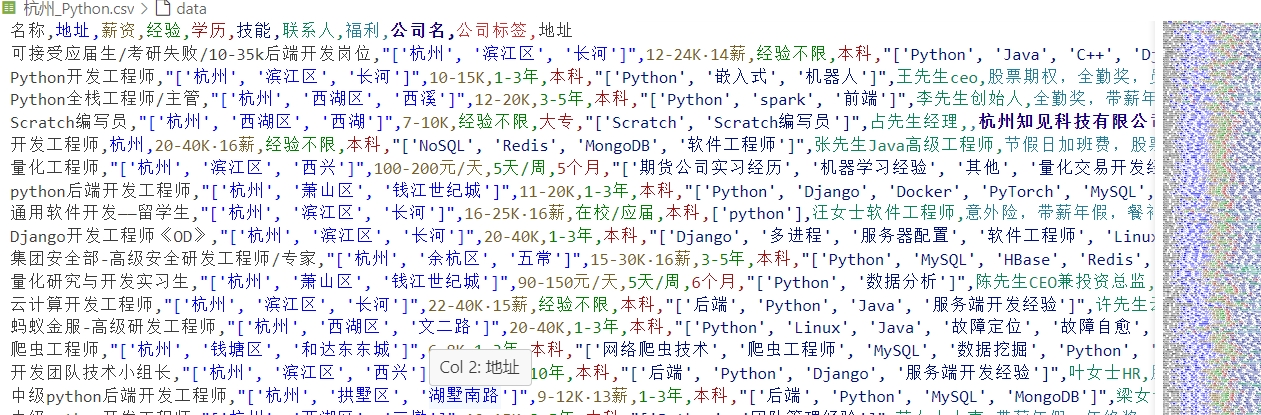 杭州_Python.csv > data
名称,地址,薪资,经验,学历,技能,联系人,福利,公司名,公司标签,地址
可接受应届生/考研失败/10-35k后端开发岗位,"['杭州', '滨江区', '长河']",12-24K·14薪,经验不限,本科,"['Python', 'Java', 'C++', 'Dj
Python开发工程师,"['杭州', '滨江区', '长河']",10-15K,1-3年,本科,"['Python', '嵌入式', '机器人']",王先生ceo,股票期权，全勤奖，
Python全栈工程师/主管,"['杭州', '西湖区', '西溪']",12-20K,3-5年,本科,"['Python', 'spark', '前端']",李先生创始人,全勤奖，带薪年
Scratch编写员,"['杭州', '西湖区', '西湖']",7-10K,经验不限,大专,"['Scratch', 'Scratch编写员']",占先生经理,,杭州知见科技有限公司
开发工程师,杭州,20-40K·16薪,经验不限,本科,"['NoSQL', 'Redis', 'MongoDB', '软件工程师']",张先生Java高级工程师,节假日加班费，股票
量化工程师,"['杭州', '滨江区', '西兴']",100-200元/天,5天/周,5个月,"['期货公司实习经历', '机器学习经验', '其他', '量化交易开发经
python后端开发工程师,"['杭州', '萧山区', '钱江世纪城']",11-20K,1-3年,本科,"['Python', 'Django', 'Docker', 'PyTorch', 'MySQL',
通用软件开发——留学生,"['杭州', '滨江区', '长河']",16-25K·16薪,在校/应届,本科,['python'],汪女士软件工程师,意外险，带薪年假，餐补
Django开发工程师《OD》,"['杭州', '滨江区', '长河']",20-40K,1-3年,本科,"['Django', '多进程', '服务器配置', '软件工程师', 'Linux
集团安全部-高级安全研发工程师/专家,"['杭州', '余杭区', '五常']",15-30K·16薪,3-5年,本科,"['Python', 'MySQL', 'HBase', 'Redis',
量化研究与开发实习生,"['杭州', '萧山区', '钱江世纪城']",90-150元/天,5天/周,6个月,"['Python', '数据分析']",陈先生CEO兼投资总监,
云计算开发工程师,"['杭州', '滨江区', '长河']",22-40K·15薪,经验不限,本科,"['后端', 'Python', 'Java', '服务端开发经验']",许先生云
蚂蚁金服-高级研发工程师,"['杭州', '西湖区', '文二路']",20-40K,1-3年,本科,"['Python', 'Linux', 'Java', '故障定位', '故障自愈',
爬虫工程师,"['杭州', '钱塘区', '和达东东城']",6-8K,1-3年,本科,"['网络爬虫技术', '爬虫工程师', 'MySQL', '数据挖掘', 'Python',
Col 2: 地址
开发团队技术小组长,"['杭州', '滨江区', '西兴'] 10年,本科,"['后端', 'Python', 'Django', '服务端开发经验']",叶女士HR,
中级python后端开发工程师,"['杭州', '拱墅区', '湖墅南路']",9-12K·13薪,1-3年,本科,"['后端', 'Python', 'MySQL', 'MongoDB']",梁女士